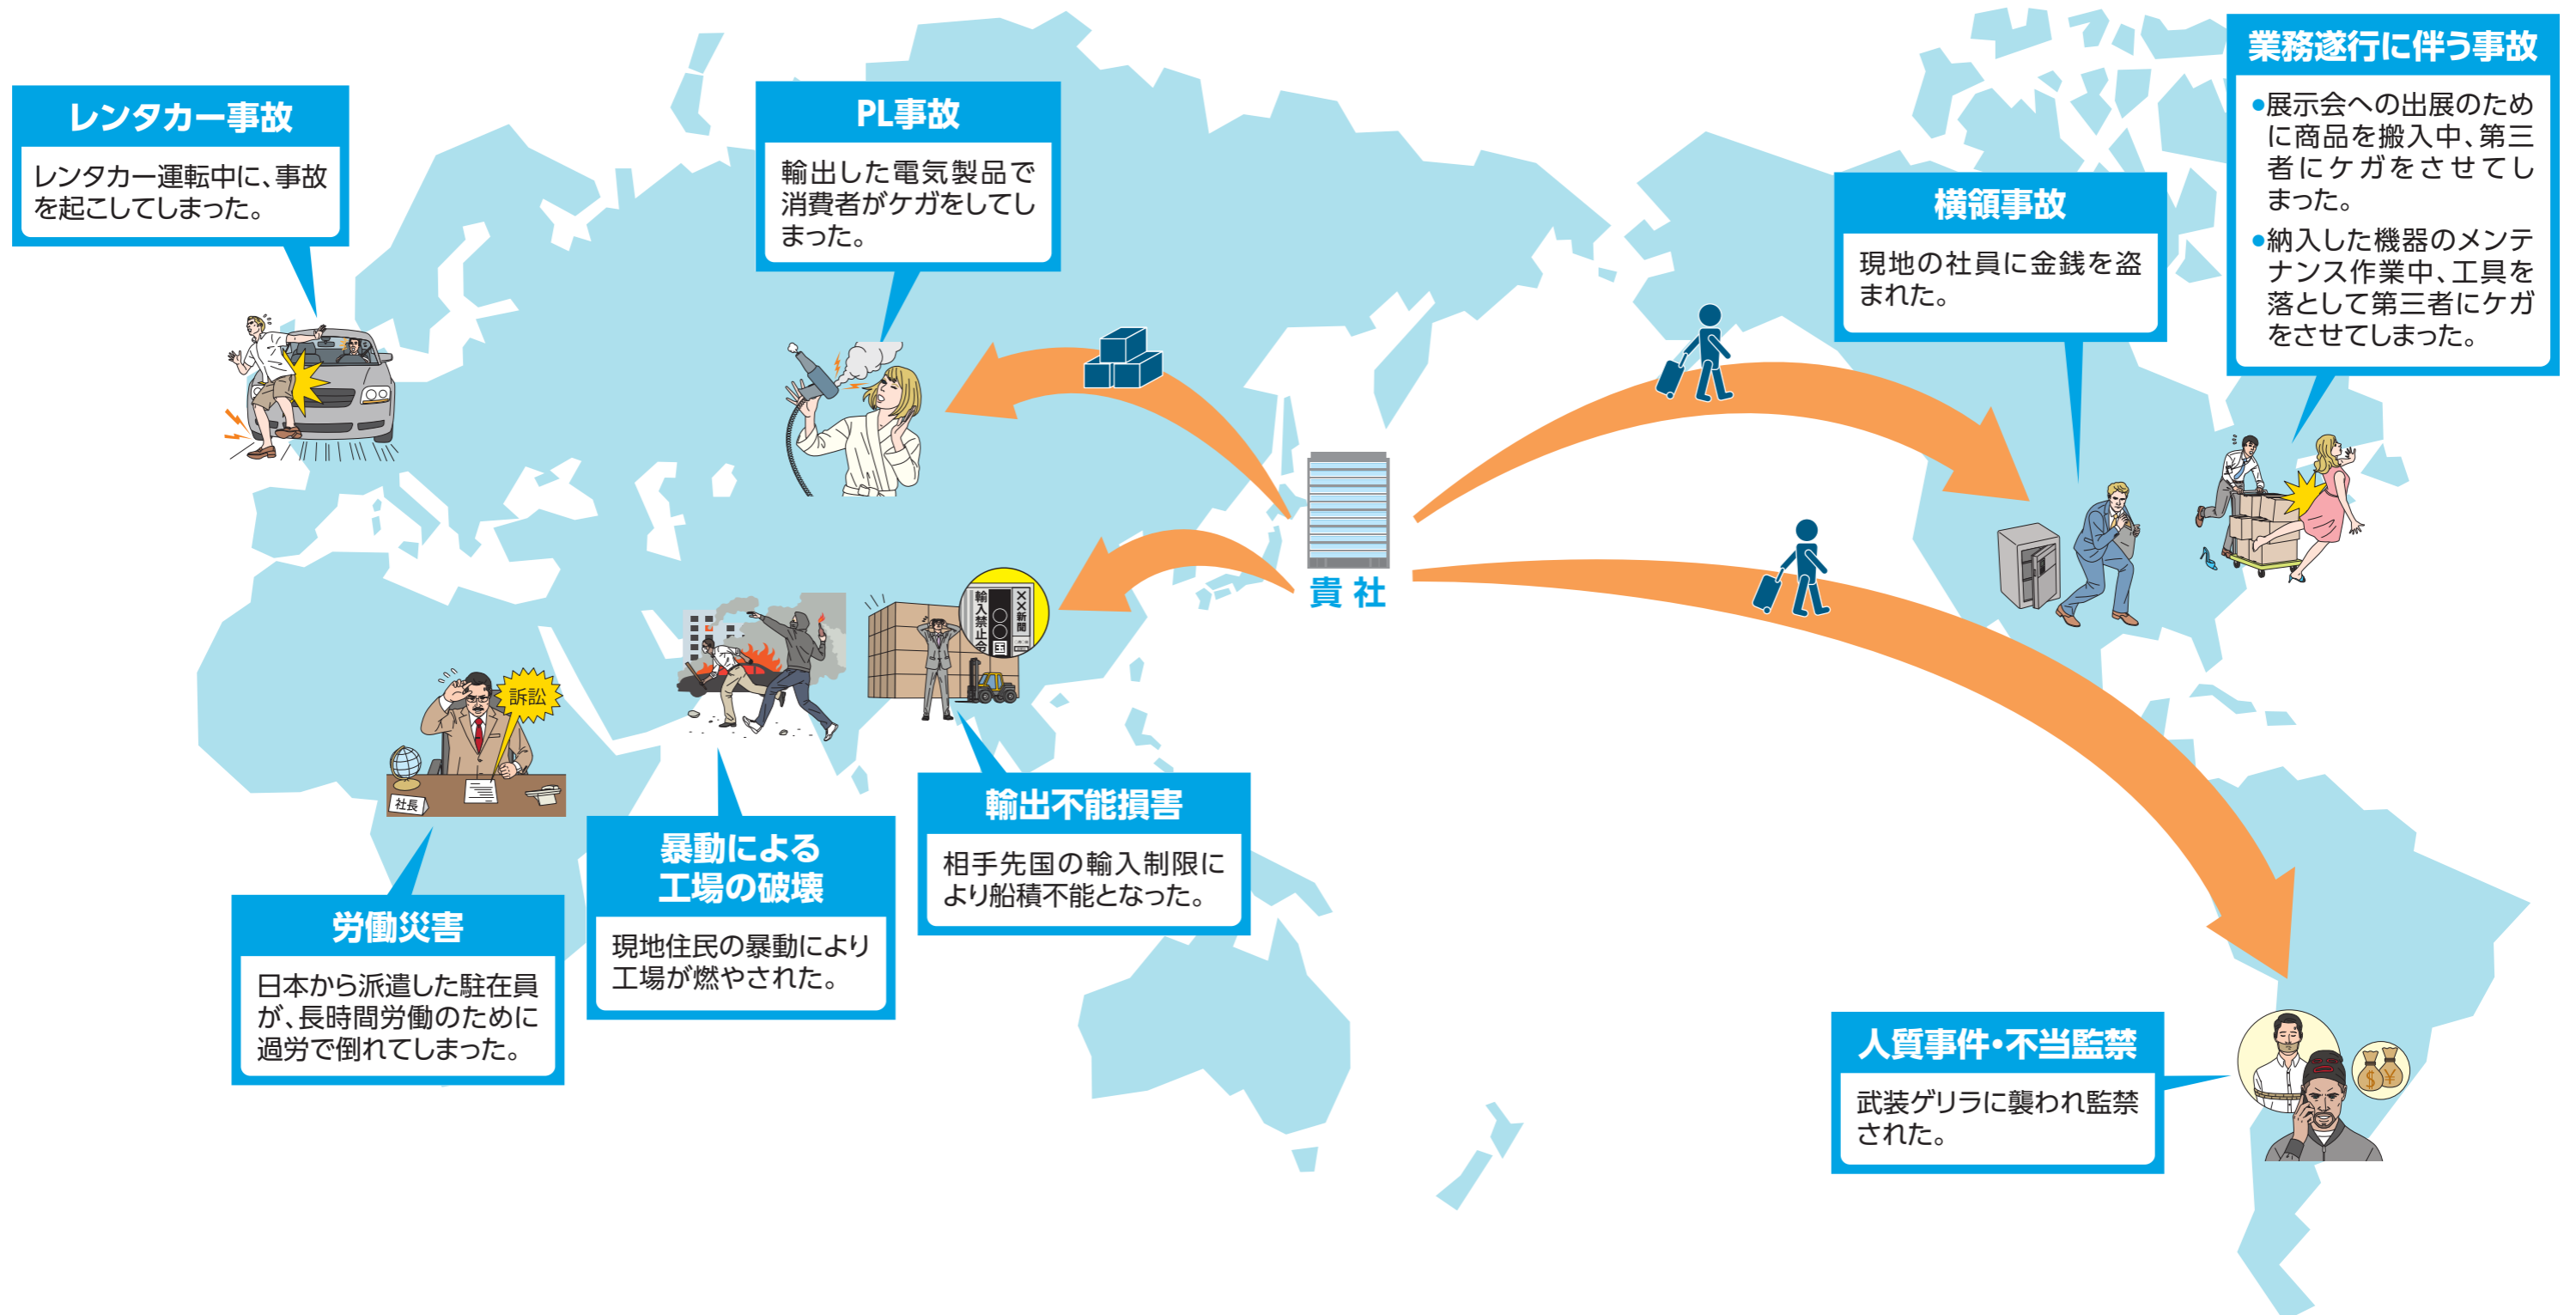 レンタカー事故
レンタカー運転中に、事故
を起こしてしまった。
PL事故
輸出した電気製品で
消費者がケガをしてし
まった。
横領事故
現地の社員に金銭を盗
まれた。
業務遂行に伴う事故
●展示会への出展のため
に商品を搬入中、第三
者にケガをさせてし
まった。
●納入した機器のメンテ
ナンス作業中、工具を
落として第三者にケガ
をさせてしまった。
貴社
××新聞
○○国
輸入禁止令
訴訟
社長
労働災害
日本から派遣した駐在員
が、長時間労働のために
過労で倒れてしまった。
暴動による
工場の破壊
現地住民の暴動により
工場が燃やされた。
輸出不能損害
相手先国の輸入制限に
より船積不能となった。
人質事件・不当監禁
武装ゲリラに襲われ監禁
された。
$
¥